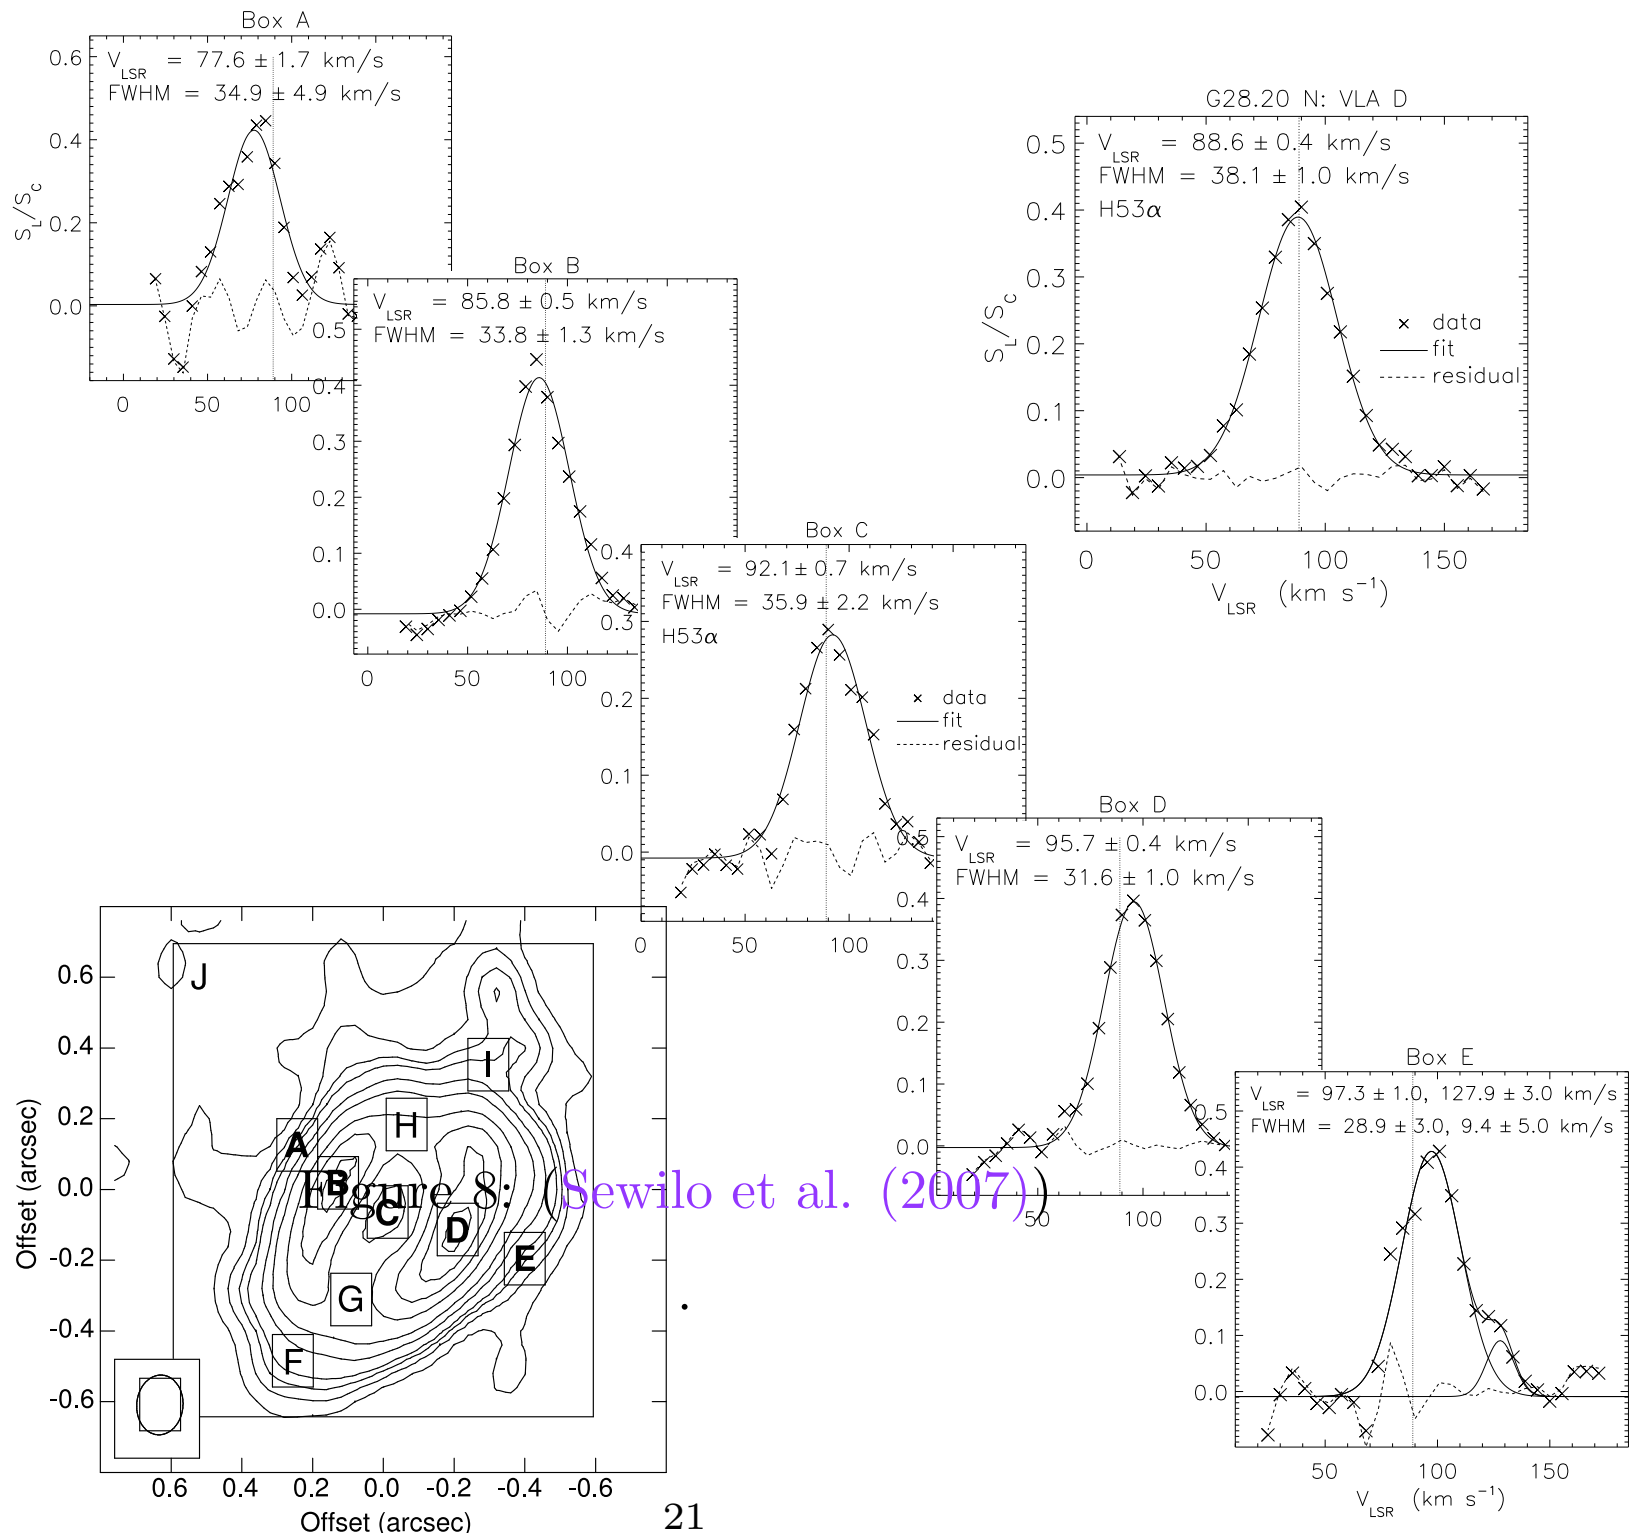 Box A
V_LSR = 77.6 ± 1.7 km/s
FWHM = 34.9 ± 4.9 km/s
S_L/S_C
0.6
0.4
0.2
0.0
0 50 100
Box B
V_LSR = 85.8 ± 0.5 km/s
FWHM = 33.8 ± 1.3 km/s
0.5
0.4
0.3
0.2
0.1
0.0
0 50 100
G28.20 N: VLA D
V_LSR = 88.6 ± 0.4 km/s
FWHM = 38.1 ± 1.0 km/s
H53α
data
fit
residual
S_L/S_C
0.5
0.4
0.3
0.2
0.1
0.0
0 50 100 150
V_LSR (km s⁻¹)
Box C
V_LSR = 92.1 ± 0.7 km/s
FWHM = 35.9 ± 2.2 km/s
H53α
data
fit
residual
0.4
0.3
0.2
0.1
0.0
0 50 100
Box D
V_LSR = 95.7 ± 0.4 km/s
FWHM = 31.6 ± 1.0 km/s
0.5
0.4
0.3
0.2
0.1
0.0
50 100
Box E
V_LSR = 97.3 ± 1.0, 127.9 ± 3.0 km/s
FWHM = 28.9 ± 3.0, 9.4 ± 5.0 km/s
0.5
0.4
0.3
0.2
0.1
0.0
50 100 150
V_LSR (km s⁻¹)
J
I
H
A
B
C
D
E
G
F
Offset (arcsec)
0.6
0.4
0.2
0.0
-0.2
-0.4
-0.6
0.6 0.4 0.2 0.0 -0.2 -0.4 -0.6
Offset (arcsec)
Figure 8: (Sewilo et al. (2007))
.
21